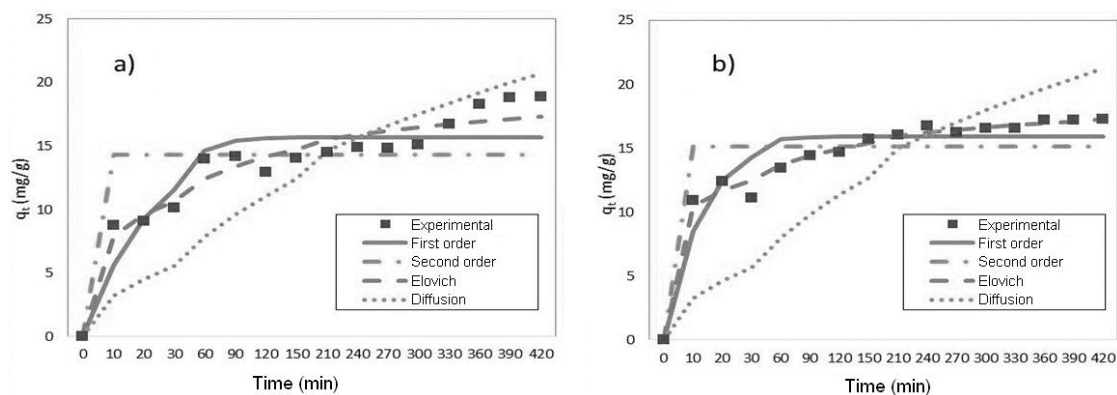 a)
25
20
15
10
5
0
qt (mg/g)
Experimental
First order
Second order
Elovich
Diffusion
0 10 20 30 60 90 120 150 210 240 270 300 330 360 390 420
Time (min)
b)
25
20
15
10
5
0
qt (mg/g)
Experimental
First order
Second order
Elovich
Diffusion
0 10 20 30 60 90 120 150 210 240 270 300 330 360 390 420
Time (min)